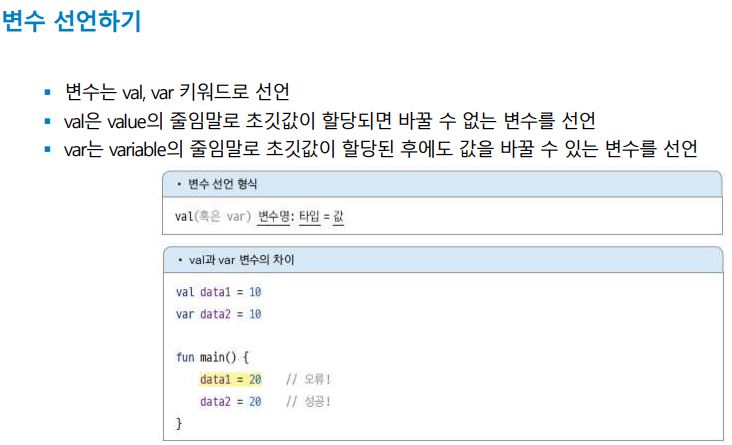 변수 선언하기
▪ 변수는 val, var 키워드로 선언
▪ val은 value의 줄임말로 초깃값이 할당되면 바꿀 수 없는 변수를 선언
▪ var는 variable의 줄임말로 초깃값이 할당된 후에도 값을 바꿀 수 있는 변수를 선언
• 변수 선언 형식
val(혹은 var) 변수명: 타입 = 값
• val과 var 변수의 차이
val data1 = 10
var data2 = 10
fun main() {
data1 = 20 // 오류!
data2 = 20 // 성공!
}